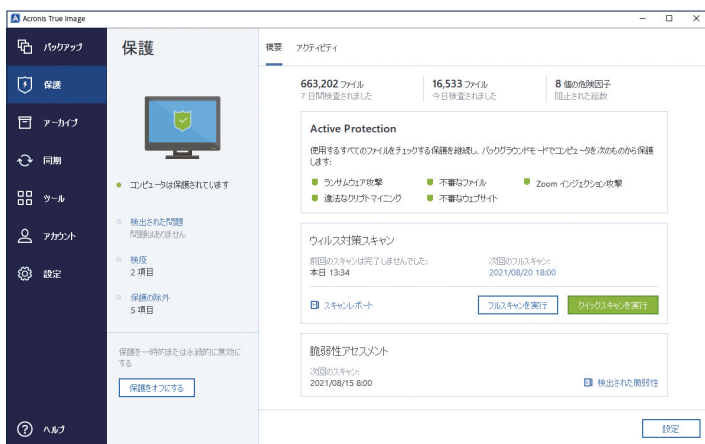 Acronis True Image
バックアップ
保護
アーカイブ
同期
ツール
アカウント
設定
ヘルプ
保護
コンピュータは保護されています
検出された問題
問題はありません
検疫
2 項目
保護の除外
5 項目
保護を一時的または永続的に無効に
する
保護をオフにする
概要 アクティビティ
663,202 ファイル
7 日間検査されました
16,533 ファイル
今日検査されました
8 個の危険因子
阻止された総数
Active Protection
使用するすべてのファイルをチェックする保護を継続し、バックグラウンドモードでコンピュータを次のものから保護
します:
ランサムウェア攻撃 不審なファイル Zoom インジェクション攻撃
違法なクリプトマイニング 不審なウェブサイト
ウィルス対策スキャン
前回のスキャンは完了しませんでした:
本日 13:34
次回のフルスキャン:
2021/08/20 18:00
スキャンレポート フルスキャンを実行 クイックスキャンを実行
脆弱性アセスメント
次回のスキャン:
2021/08/15 8:00
検出された脆弱性
設定